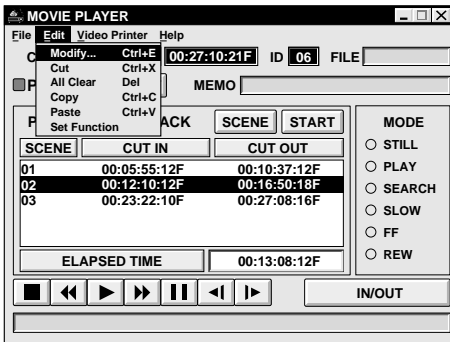 MOVIE PLAYER
File Edit Video Printer Help
Modify... Ctrl+E
Cut Ctrl+X
All Clear Del
Copy Ctrl+C
Paste Ctrl+V
Set Function
C 00:27:10:21F ID 06 FILE
P MEMO
P ACK SCENE START
SCENE CUT IN CUT OUT
01 00:05:55:12F 00:10:37:12F
02 00:12:10:12F 00:16:50:18F
03 00:23:22:10F 00:27:08:16F
ELAPSED TIME 00:13:08:12F
MODE
STILL
PLAY
SEARCH
SLOW
FF
REW
IN/OUT